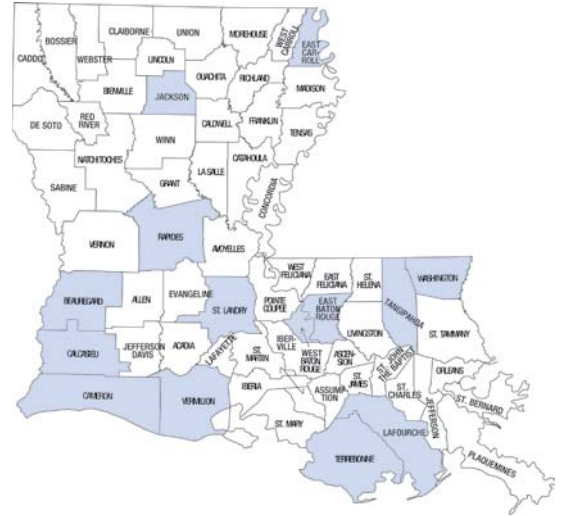 CLAIBORNE
UNION
MOREHOUSE
WEST
CARROLL
EAST
CAR-
ROLL
BOSSIER
WEBSTER
CADDO
LINCOLN
OUACHITA
RICHLAND
MADISON
BIENVILLE
JACKSON
DE SOTO
RED
RIVER
WINN
CALDWELL
FRANKLIN
TENSAS
NATCHITOCHES
CATAHOULA
LA SALLE
SABINE
GRANT
CONCORDIA
VERNON
RAPIDES
AVOYELLES
WEST
FELICIANA
EAST
FELICIANA
ST.
HELENA
TANGIPAHOA
WASHINGTON
BEAUREGARD
ALLEN
EVANGELINE
ST. LANDRY
POINTE
COUPEE
EAST
BATON
ROUGE
LIVINGSTON
ST. TAMMANY
CALCASIEU
JEFFERSON
DAVIS
ACADIA
LAFAYETTE
ST.
MARTIN
IBER-
VILLE
WEST
BATON
ROUGE
ASCEN-
SION
ST. JOHN
THE BAPTIST
ORLEANS
CAMERON
VERMILION
IBERIA
ASSUMP-
TION
ST.
JAMES
ST.
CHARLES
JEFFERSON
ST. BERNARD
ST. MARY
LAFOURCHE
TERREBONNE
PLAQUEMINES